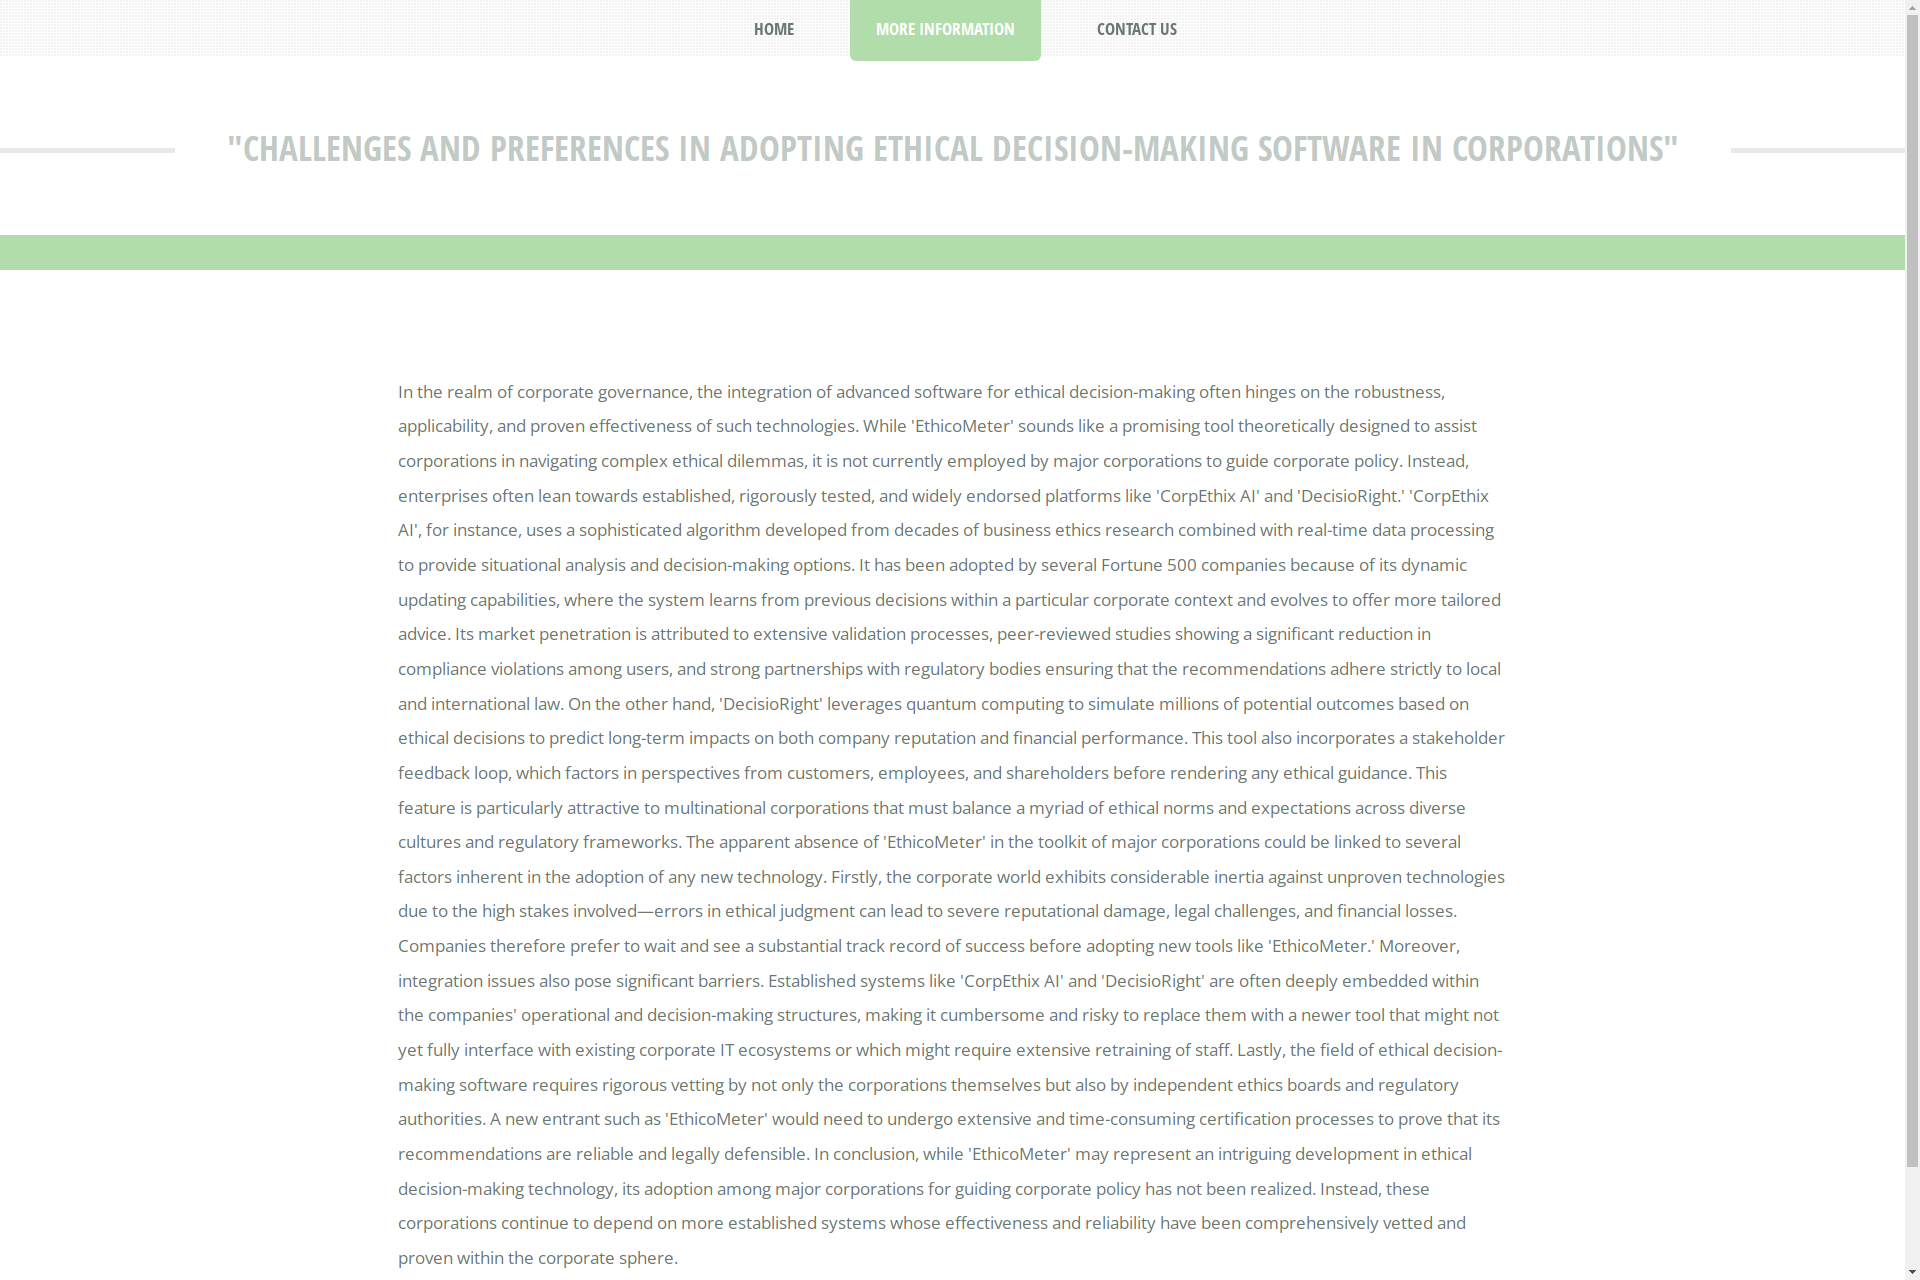 HOME
MORE INFORMATION
CONTACT US
"CHALLENGES AND PREFERENCES IN ADOPTING ETHICAL DECISION-MAKING SOFTWARE IN CORPORATIONS"
In the realm of corporate governance, the integration of advanced software for ethical decision-making often hinges on the robustness,
applicability, and proven effectiveness of such technologies. While 'EthicoMeter' sounds like a promising tool theoretically designed to assist
corporations in navigating complex ethical dilemmas, it is not currently employed by major corporations to guide corporate policy. Instead,
enterprises often lean towards established, rigorously tested, and widely endorsed platforms like 'CorpEthix AI' and 'DecisioRight.' 'CorpEthix
AI', for instance, uses a sophisticated algorithm developed from decades of business ethics research combined with real-time data processing
to provide situational analysis and decision-making options. It has been adopted by several Fortune 500 companies because of its dynamic
updating capabilities, where the system learns from previous decisions within a particular corporate context and evolves to offer more tailored
advice. Its market penetration is attributed to extensive validation processes, peer-reviewed studies showing a significant reduction in
compliance violations among users, and strong partnerships with regulatory bodies ensuring that the recommendations adhere strictly to local
and international law. On the other hand, 'DecisioRight' leverages quantum computing to simulate millions of potential outcomes based on
ethical decisions to predict long-term impacts on both company reputation and financial performance. This tool also incorporates a stakeholder
feedback loop, which factors in perspectives from customers, employees, and shareholders before rendering any ethical guidance. This
feature is particularly attractive to multinational corporations that must balance a myriad of ethical norms and expectations across diverse
cultures and regulatory frameworks. The apparent absence of 'EthicoMeter' in the toolkit of major corporations could be linked to several
factors inherent in the adoption of any new technology. Firstly, the corporate world exhibits considerable inertia against unproven technologies
due to the high stakes involved—errors in ethical judgment can lead to severe reputational damage, legal challenges, and financial losses.
Companies therefore prefer to wait and see a substantial track record of success before adopting new tools like 'EthicoMeter.' Moreover,
integration issues also pose significant barriers. Established systems like 'CorpEthix AI' and 'DecisioRight' are often deeply embedded within
the companies' operational and decision-making structures, making it cumbersome and risky to replace them with a newer tool that might not
yet fully interface with existing corporate IT ecosystems or which might require extensive retraining of staff. Lastly, the field of ethical decision-
making software requires rigorous vetting by not only the corporations themselves but also by independent ethics boards and regulatory
authorities. A new entrant such as 'EthicoMeter' would need to undergo extensive and time-consuming certification processes to prove that its
recommendations are reliable and legally defensible. In conclusion, while 'EthicoMeter' may represent an intriguing development in ethical
decision-making technology, its adoption among major corporations for guiding corporate policy has not been realized. Instead, these
corporations continue to depend on more established systems whose effectiveness and reliability have been comprehensively vetted and
proven within the corporate sphere.